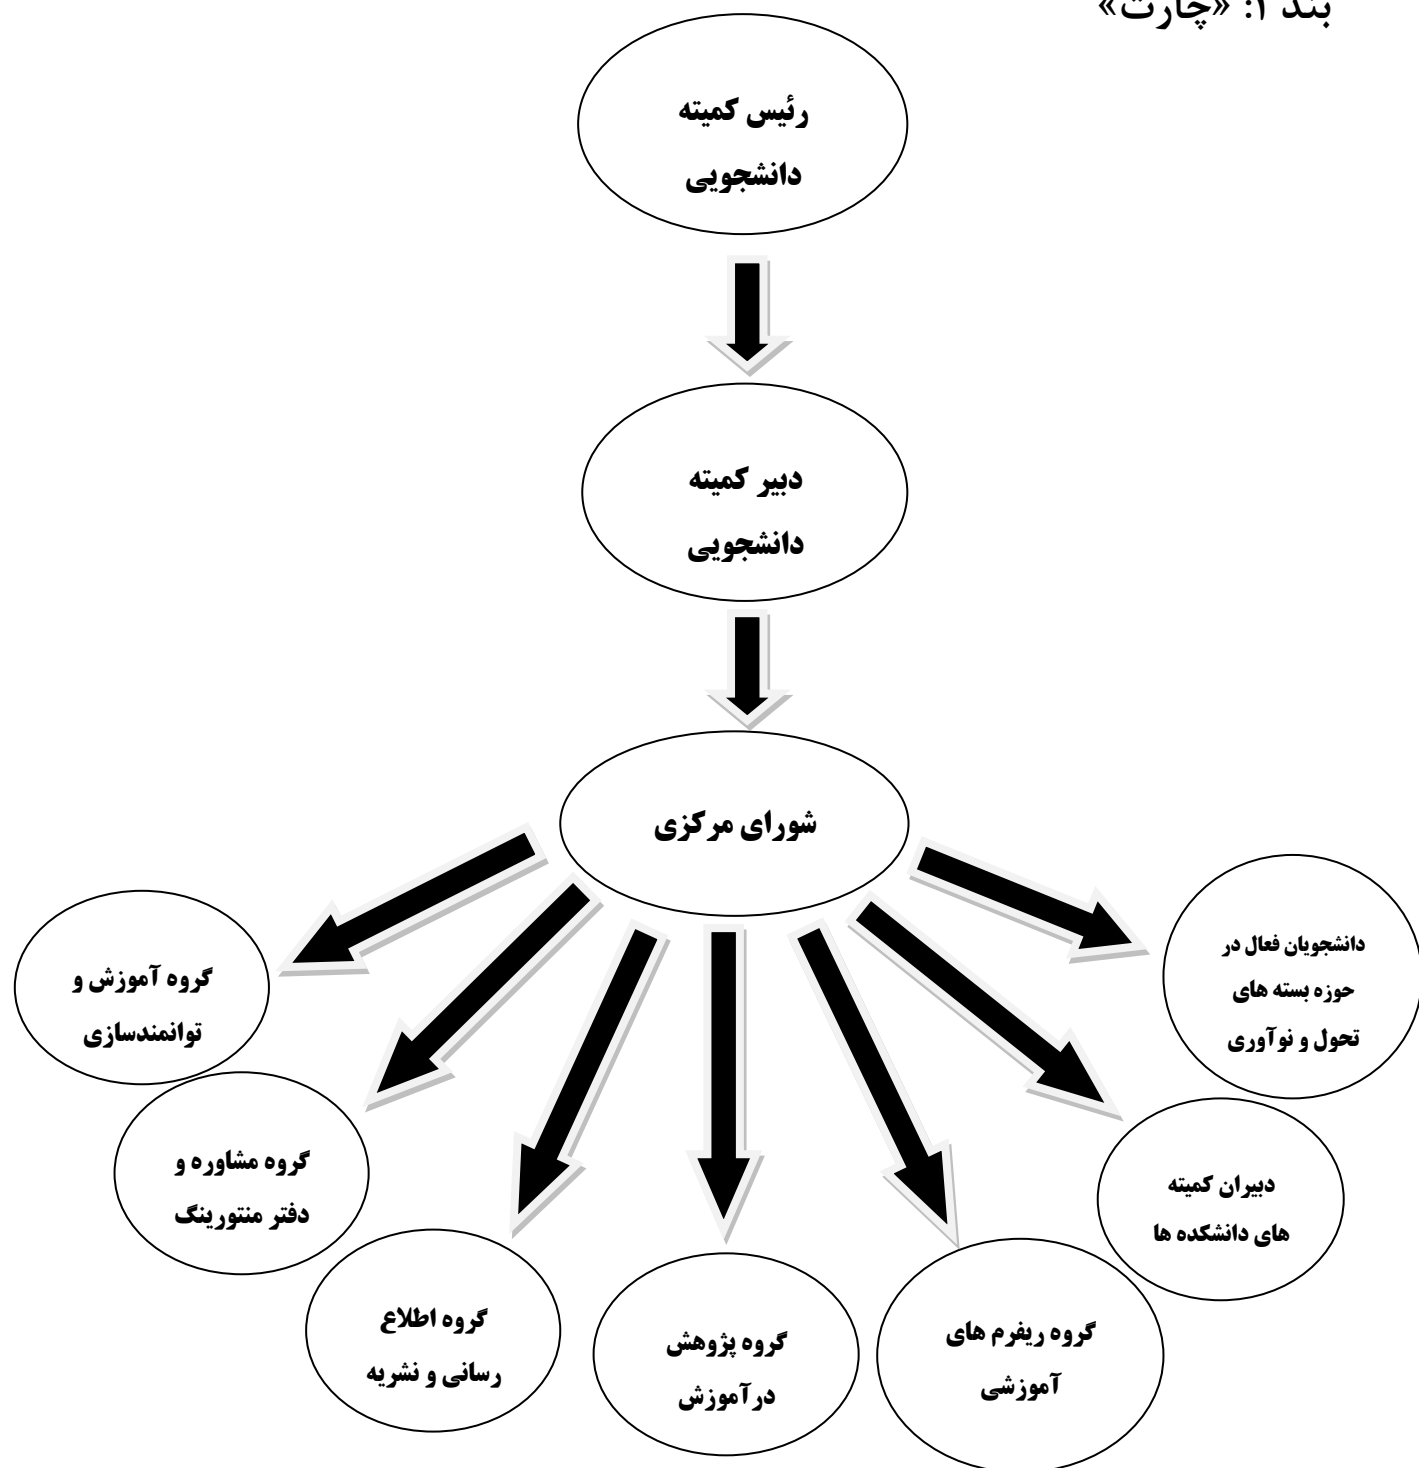 بند ۲: «چارت»
رئیس کمیته
دانشجویی
دبیر کمیته
دانشجویی
شورای مرکزی
دانشجویان فعال در
حوزه بسته های
تحول و نوآوری
دبیران کمیته
های دانشکده ها
گروه ریفرم های
آموزشی
گروه پژوهش
درآموزش
گروه اطلاع
رسانی و نشریه
گروه مشاوره و
دفتر منتورینگ
گروه آموزش و
توانمندسازی